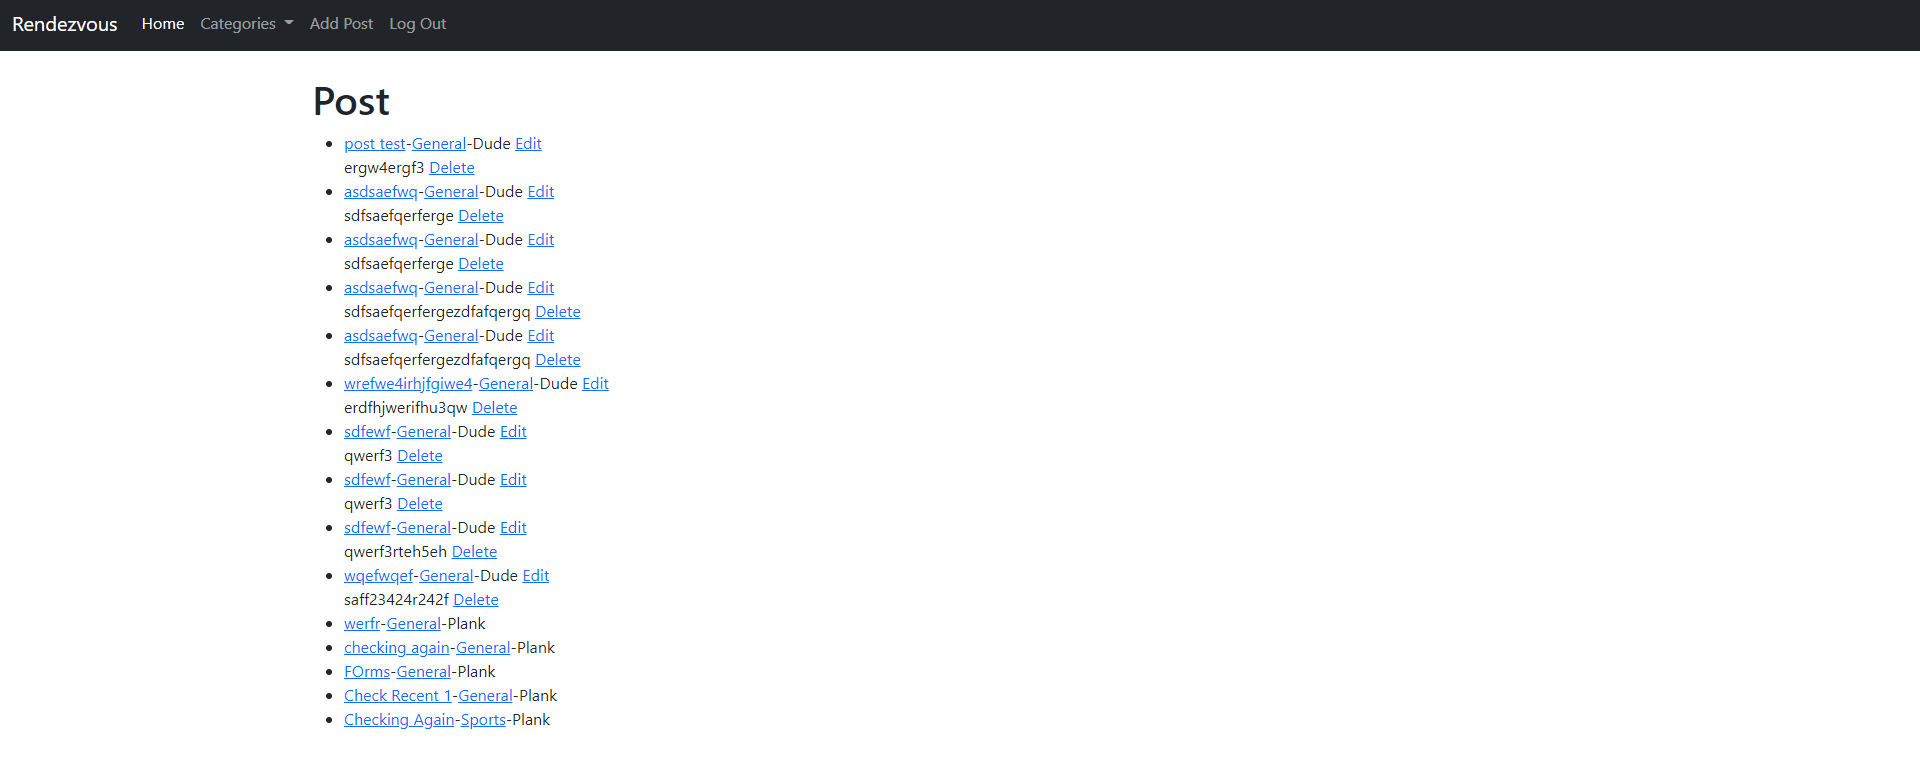 Rendezvous Home Categories Add Post Log Out
Post
post test-General-Dude Edit
ergw4ergf3 Delete
asdsaefwq-General-Dude Edit
sdfsaefqerferge Delete
asdsaefwq-General-Dude Edit
sdfsaefqerferge Delete
asdsaefwq-General-Dude Edit
sdfsaefqerfergezdfafqergq Delete
asdsaefwq-General-Dude Edit
sdfsaefqerfergezdfafqergq Delete
wrefwe4irhjfgiwe4-General-Dude Edit
erdfhjwerifhu3qw Delete
sdfewf-General-Dude Edit
qwerf3 Delete
sdfewf-General-Dude Edit
qwerf3 Delete
sdfewf-General-Dude Edit
qwerf3rteh5eh Delete
wqefwqef-General-Dude Edit
saff23424r242f Delete
werfr-General-Plank
checking again-General-Plank
FOrms-General-Plank
Check Recent 1-General-Plank
Checking Again-Sports-Plank